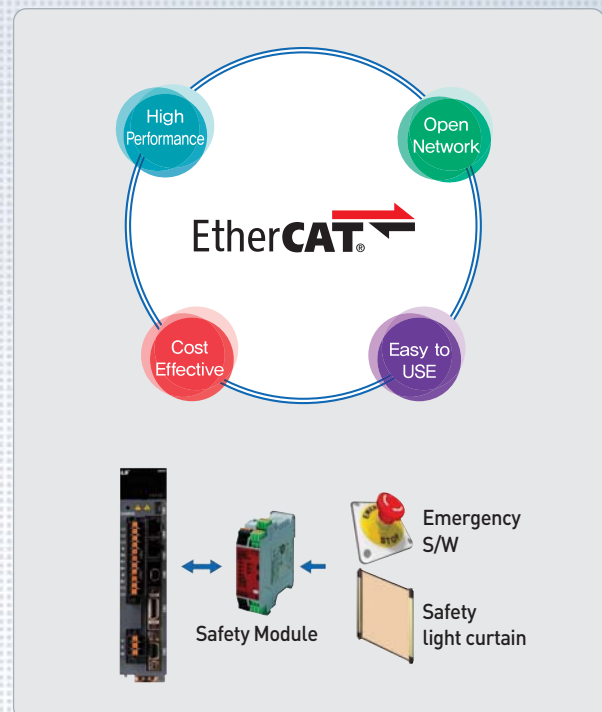 High
Performance
Open
Network
EtherCAT®
Cost
Effective
Easy to
USE
Emergency
S/W
Safety Module
Safety
light curtain